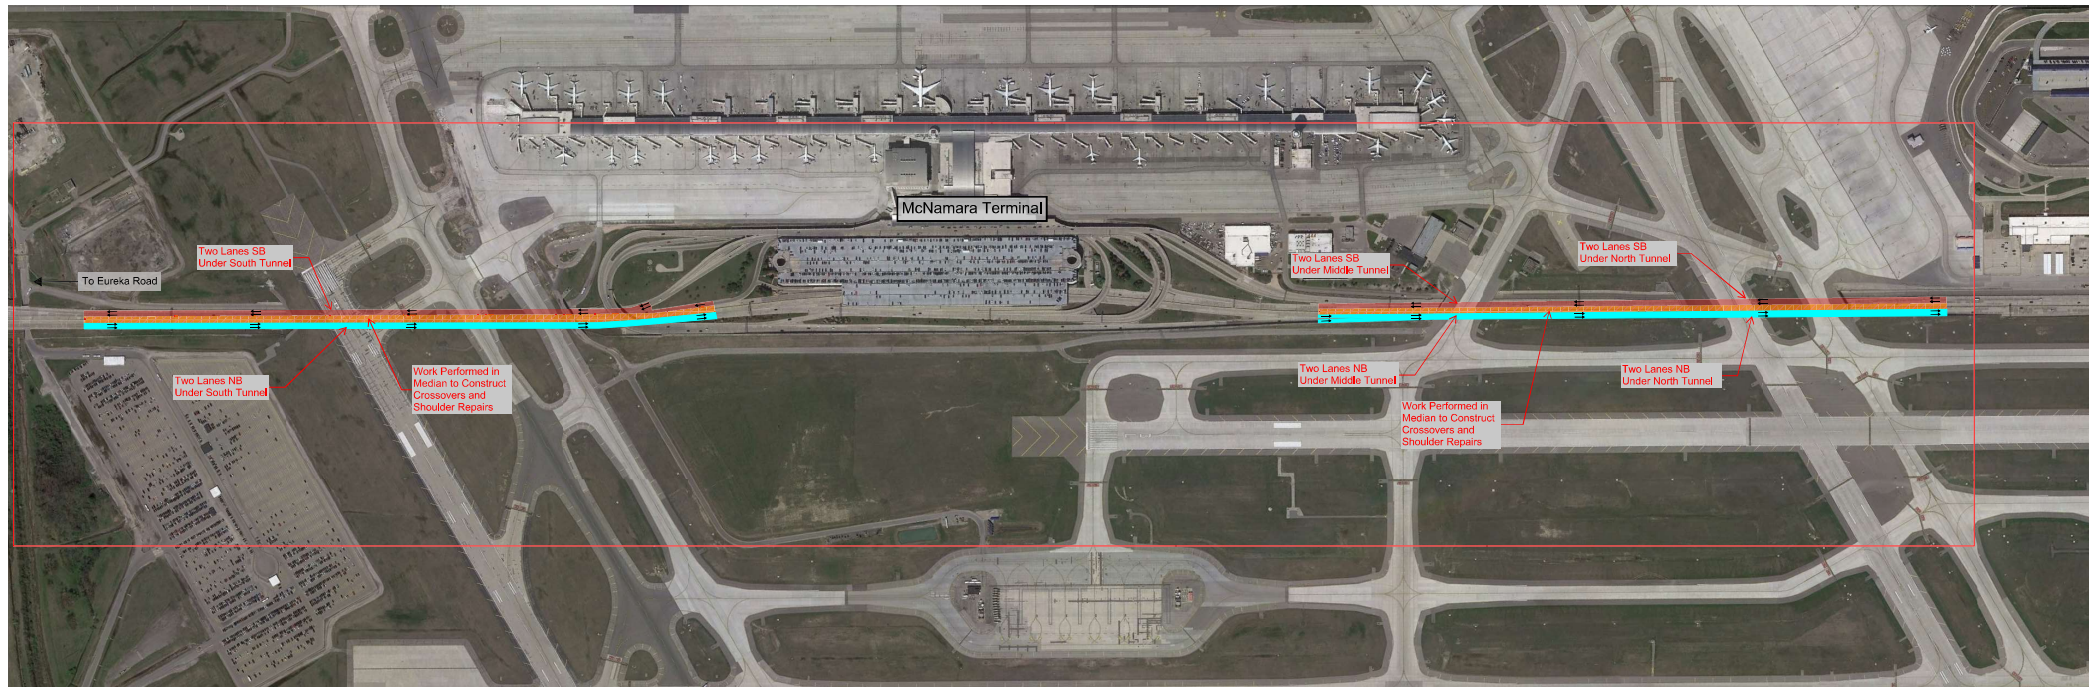 McNamara Terminal
Two Lanes SB
Under South Tunnel
To Eureka Road
Two Lanes NB
Under South Tunnel
Work Performed in
Median to Construct
Crossovers and
Shoulder Repairs
Two Lanes SB
Under Middle Tunnel
Two Lanes SB
Under North Tunnel
Two Lanes NB
Under Middle Tunnel
Two Lanes NB
Under North Tunnel
Work Performed in
Median to Construct
Crossovers and
Shoulder Repairs